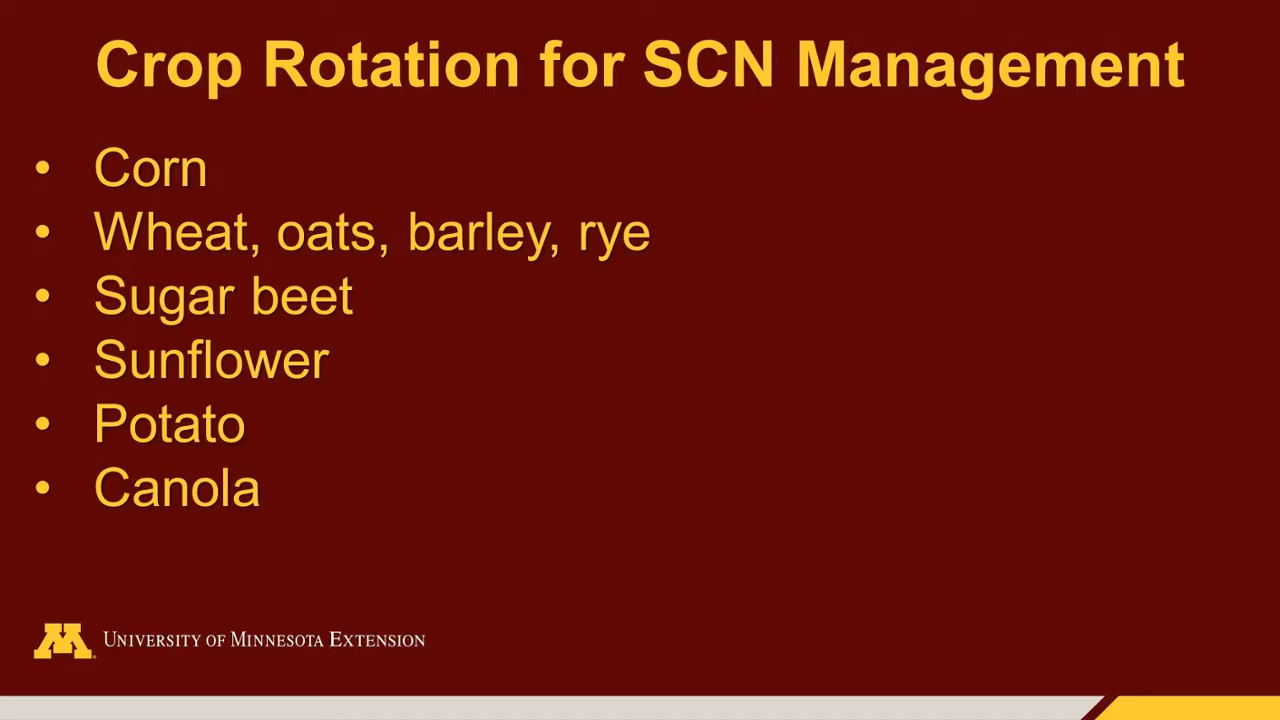 Crop Rotation for SCN Management
• Corn
• Wheat, oats, barley, rye
• Sugar beet
• Sunflower
• Potato
• Canola
M UNIVERSITY OF MINNESOTA EXTENSION